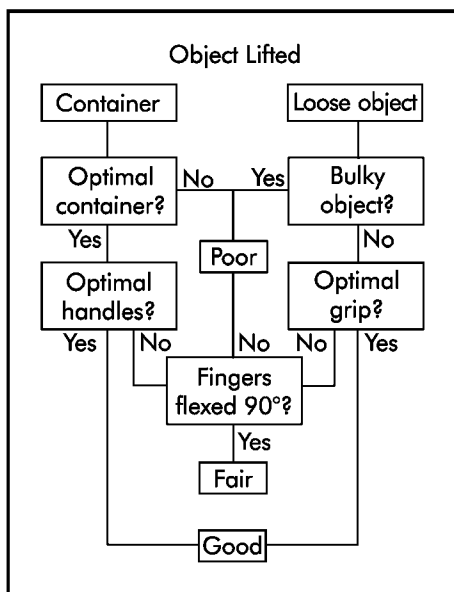 Object Lifted
Container
Loose object
Optimal
container?
No
Yes
Bulky
object?
Yes
No
Poor
Optimal
handles?
Optimal
grip?
Yes
No
No
No
Yes
Fingers
flexed 90°?
Yes
Fair
Good